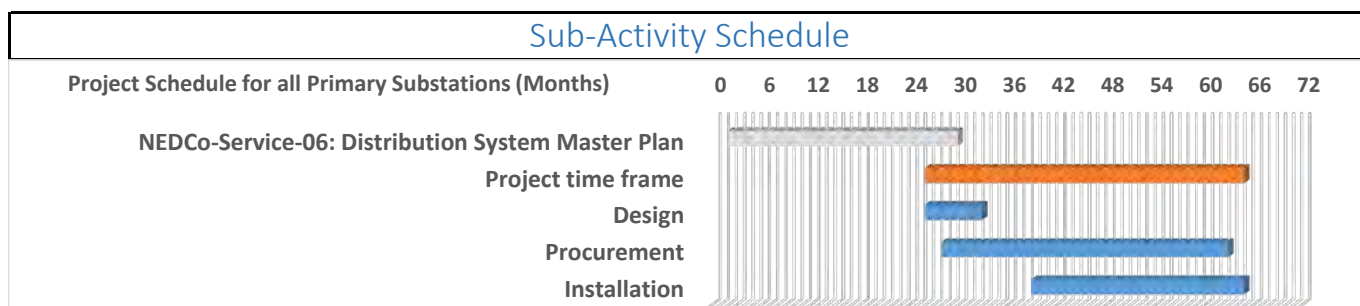 Sub-Activity Schedule
Project Schedule for all Primary Substations (Months) 0 6 12 18 24 30 36 42 48 54 60 66 72
NEDCo-Service-06: Distribution System Master Plan
Project time frame
Design
Procurement
Installation